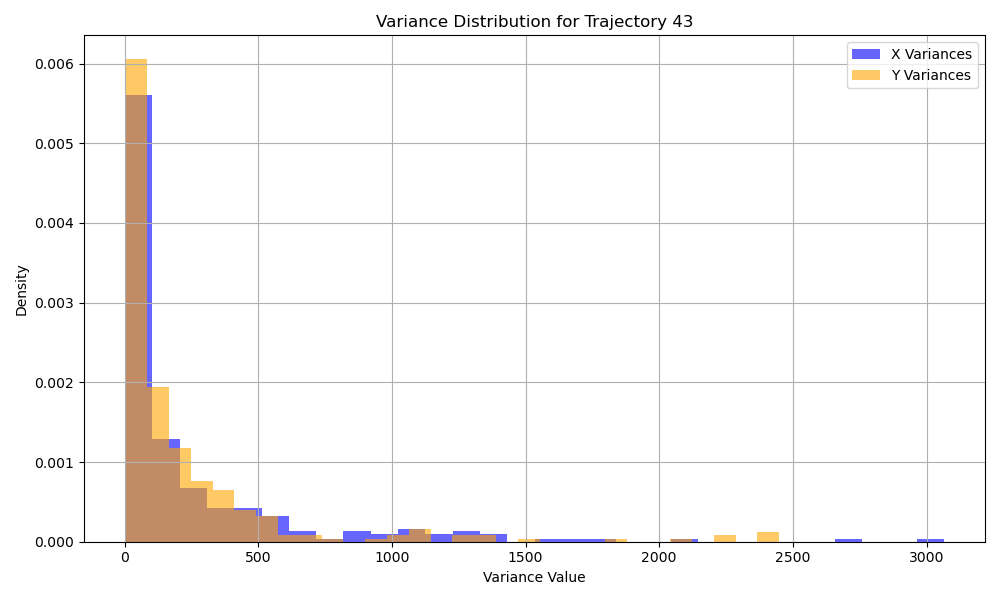 Variance Distribution for Trajectory 43
X Variances
Y Variances
0.006
0.005
0.004
0.003
0.002
0.001
0.000
Density
0 500 1000 1500 2000 2500 3000
Variance Value